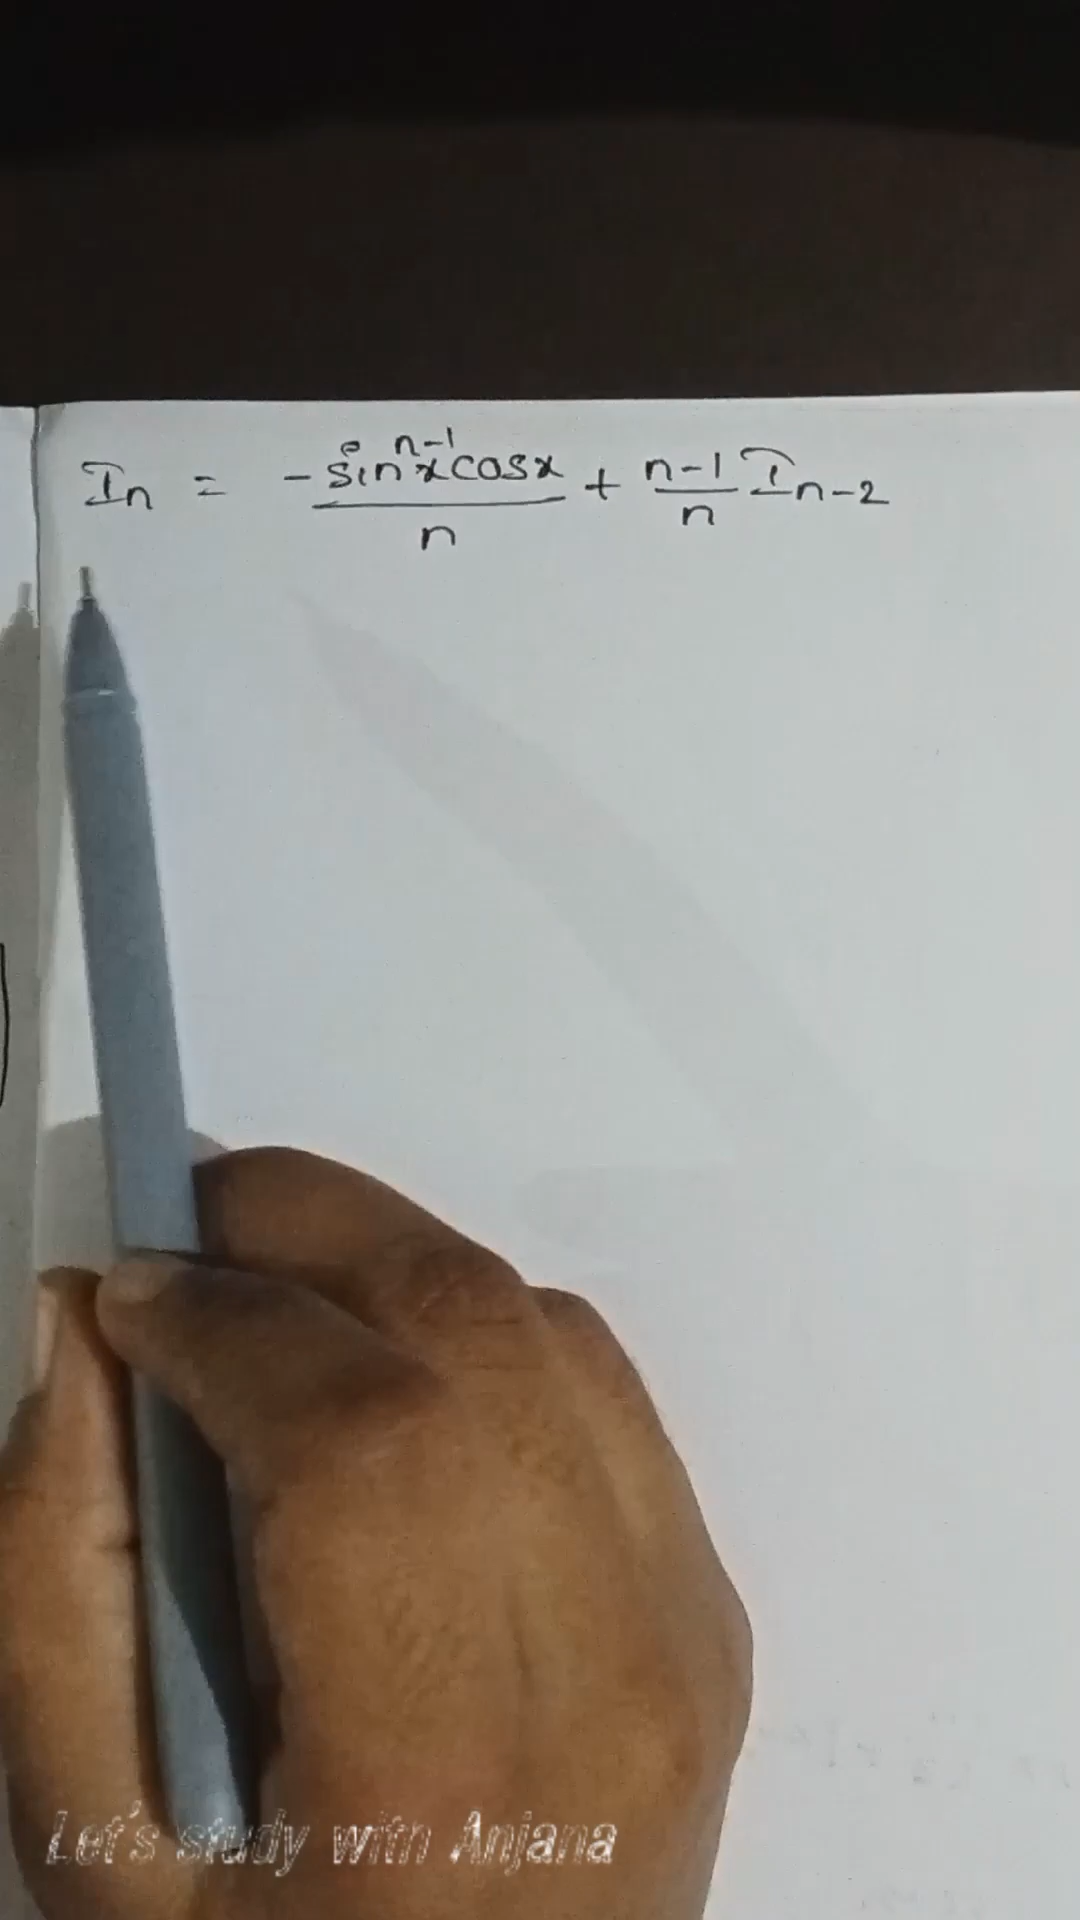 In = -sin^{n-1}x cosx / n + n-1 / n In-2
Let's study with Anjana